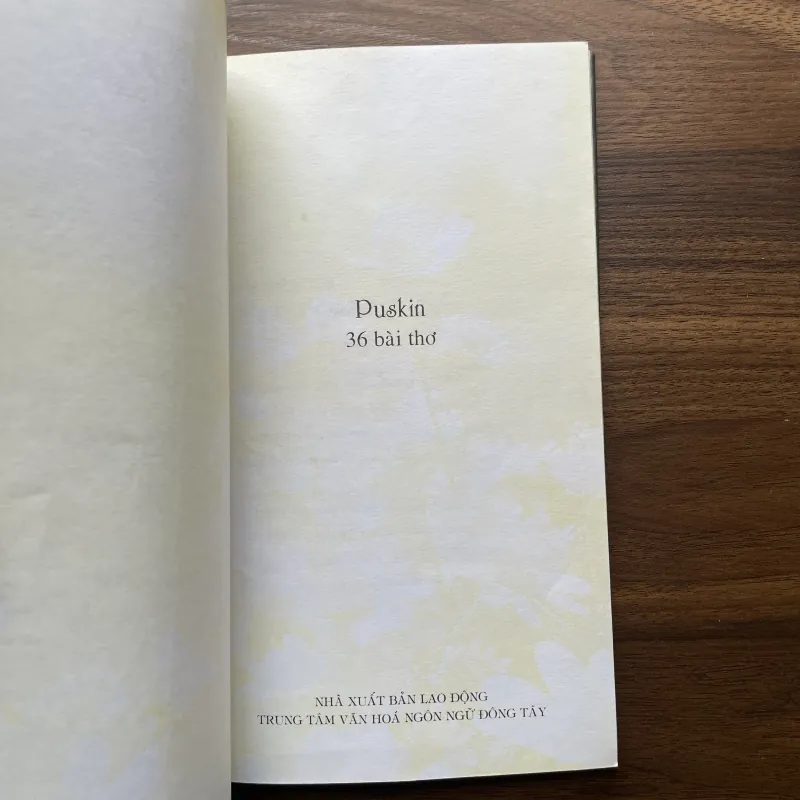 Puskin
36 bài thơ
NHÀ XUẤT BẢN LAO ĐỘNG
TRUNG TÂM VĂN HOÁ NGÔN NGỮ ĐÔNG TÂY